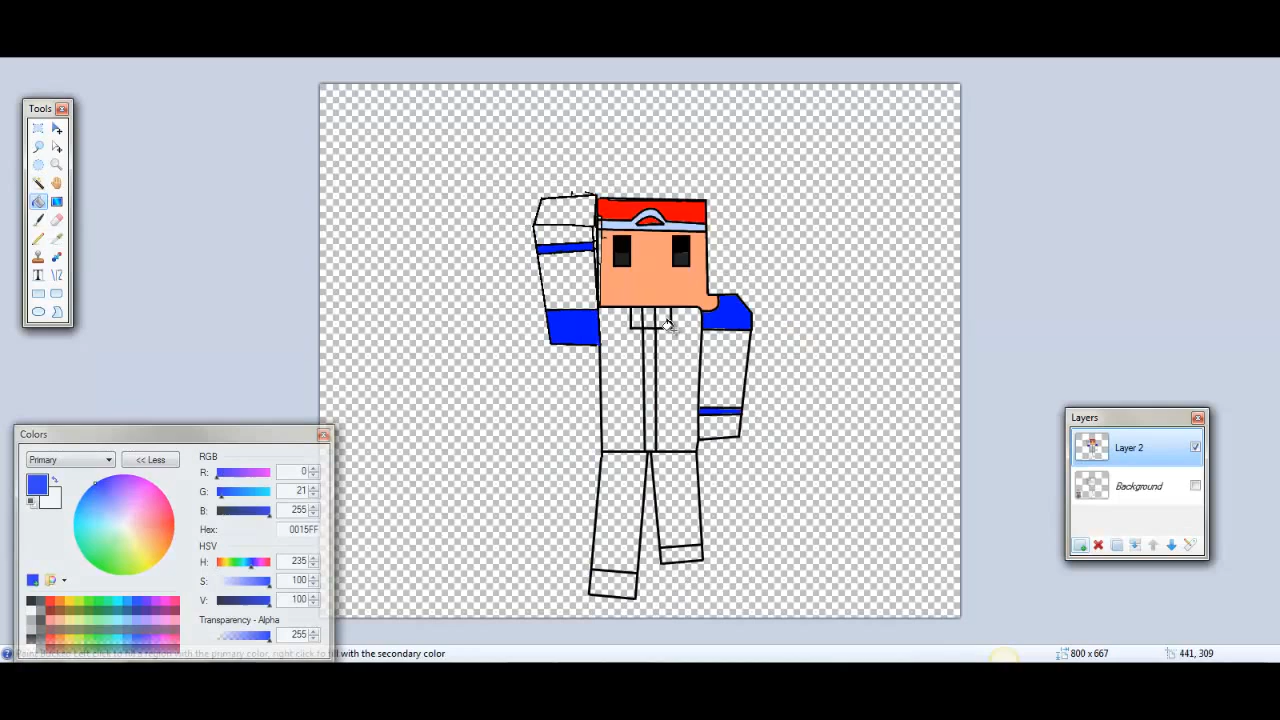 Tools
Colors
Primary
<< Less
RGB
R: 0
G: 21
B: 255
Hex: 0015FF
HSV
H: 235
S: 100
V: 100
Transparency - Alpha
255
Layers
Layer 2
Background
Paint Bucket: Left click to fill a region with the primary color, right click to fill with the secondary color
800 x 667
441, 309